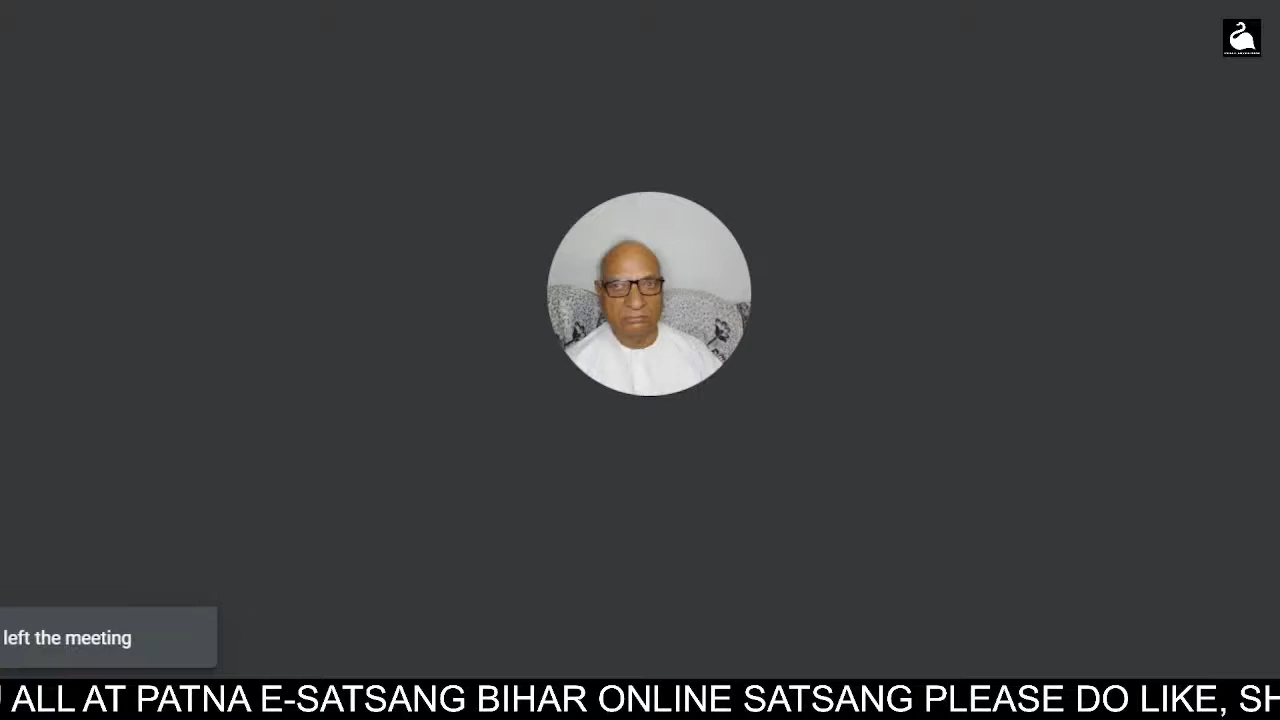 left the meeting
ALL AT PATNA E-SATSANG BIHAR ONLINE SATSANG PLEASE DO LIKE, SH